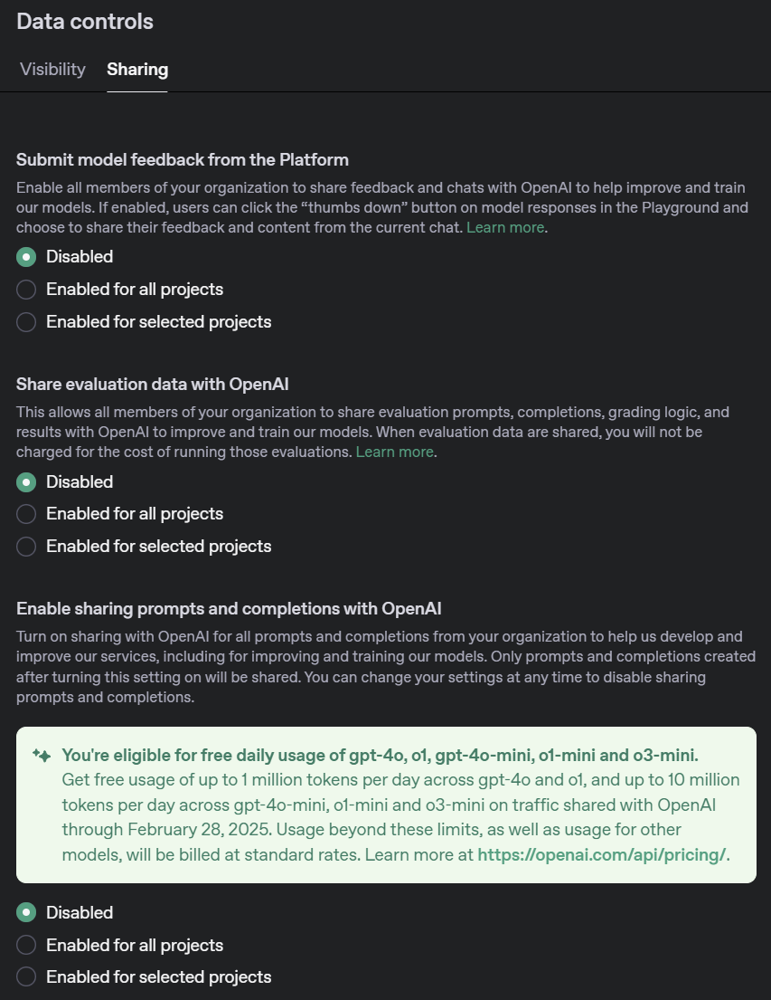 Data controls
Visibility
Sharing
Submit model feedback from the Platform
Enable all members of your organization to share feedback and chats with OpenAI to help improve and train
our models. If enabled, users can click the “thumbs down” button on model responses in the Playground and
choose to share their feedback and content from the current chat. Learn more.
Disabled
Enabled for all projects
Enabled for selected projects
Share evaluation data with OpenAI
This allows all members of your organization to share evaluation prompts, completions, grading logic, and
results with OpenAI to improve and train our models. When evaluation data are shared, you will not be
charged for the cost of running those evaluations. Learn more.
Disabled
Enabled for all projects
Enabled for selected projects
Enable sharing prompts and completions with OpenAI
Turn on sharing with OpenAI for all prompts and completions from your organization to help us develop and
improve our services, including for improving and training our models. Only prompts and completions created
after turning this setting on will be shared. You can change your settings at any time to disable sharing
prompts and completions.
You're eligible for free daily usage of gpt-4o, o1, gpt-4o-mini, o1-mini and o3-mini.
Get free usage of up to 1 million tokens per day across gpt-4o and o1, and up to 10 million
tokens per day across gpt-4o-mini, o1-mini and o3-mini on traffic shared with OpenAI
through February 28, 2025. Usage beyond these limits, as well as usage for other
models, will be billed at standard rates. Learn more at https://openai.com/api/pricing/.
Disabled
Enabled for all projects
Enabled for selected projects